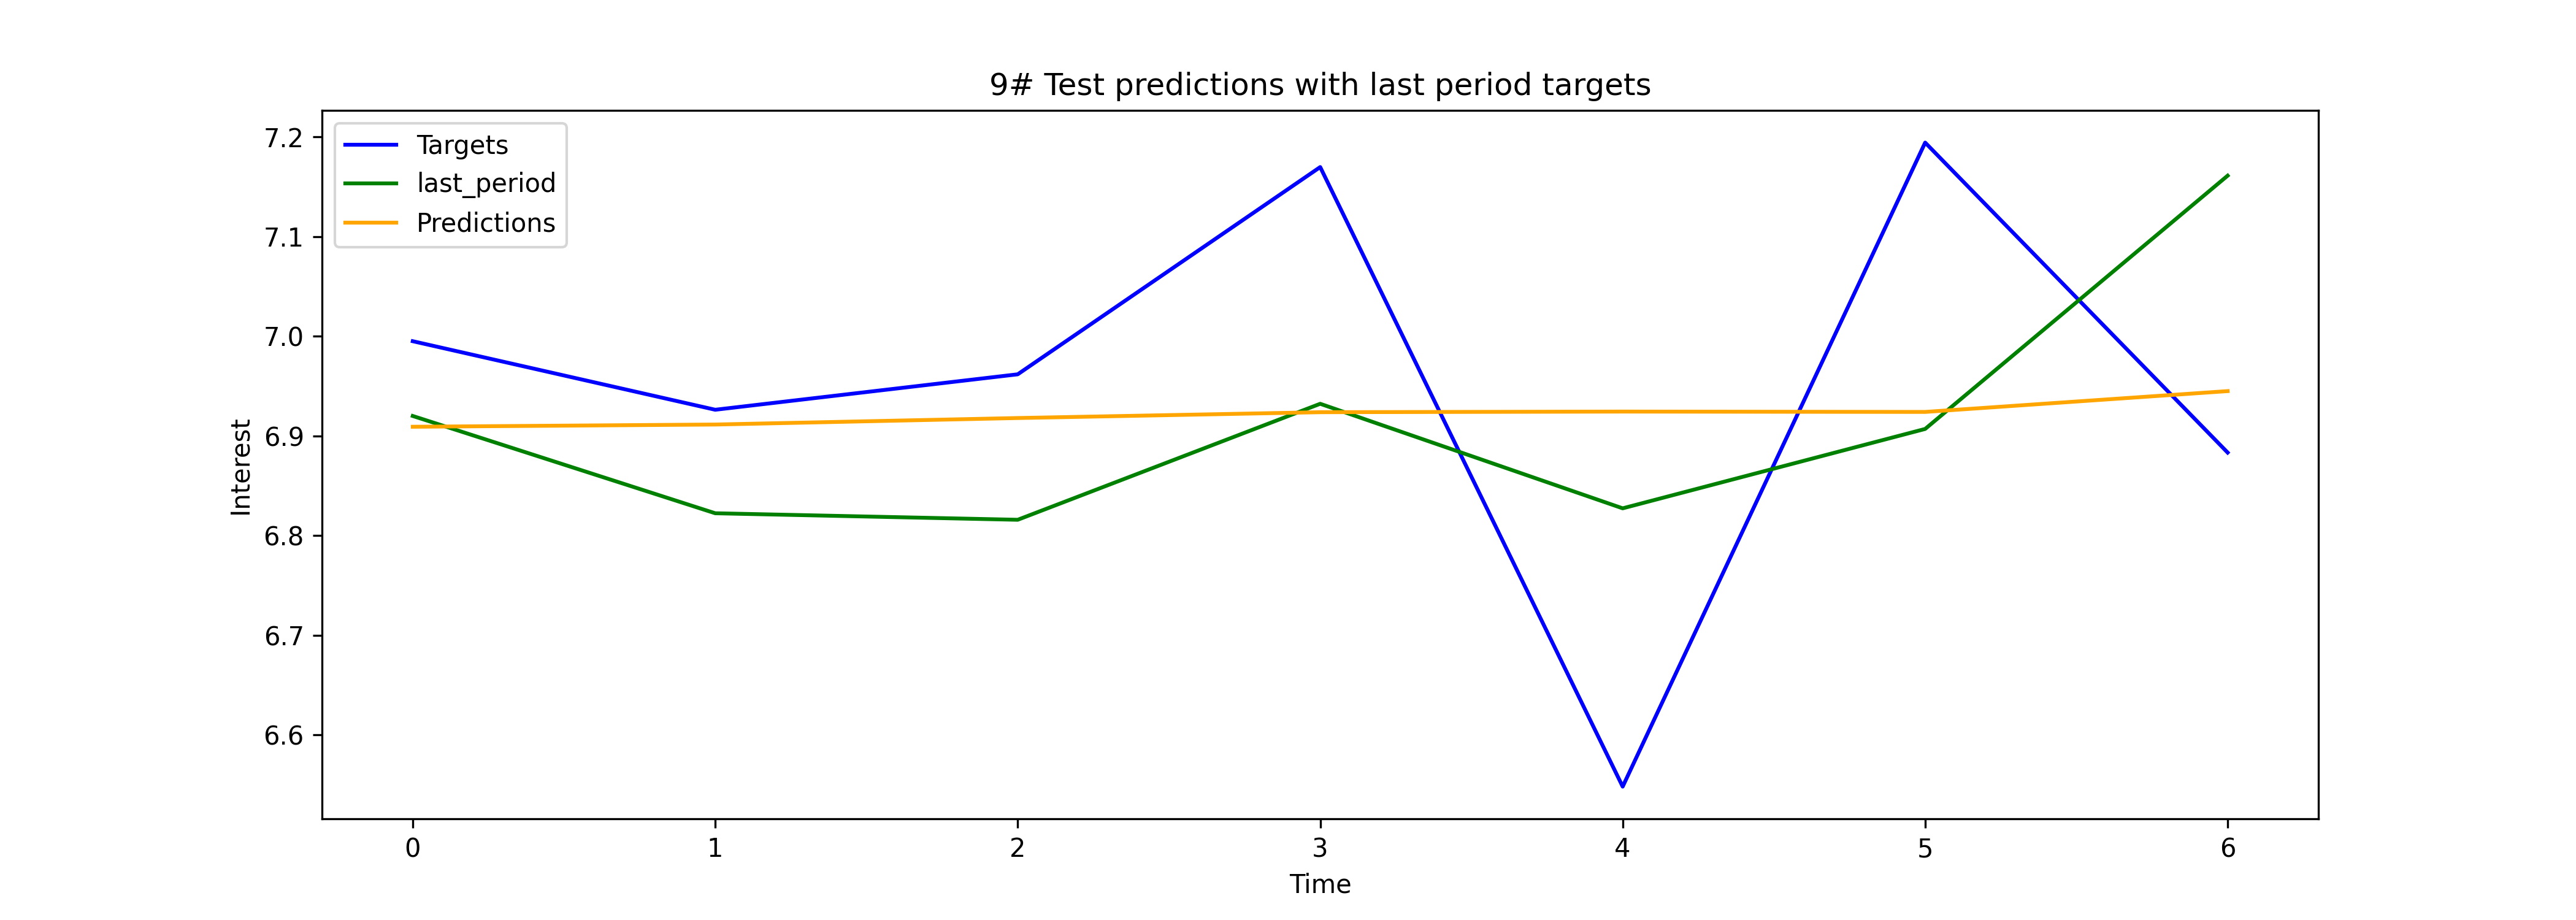 9# Test predictions with last period targets
Targets
last_period
Predictions
7.2
7.1
7.0
6.9
6.8
6.7
6.6
Interest
0 1 2 3 4 5 6
Time